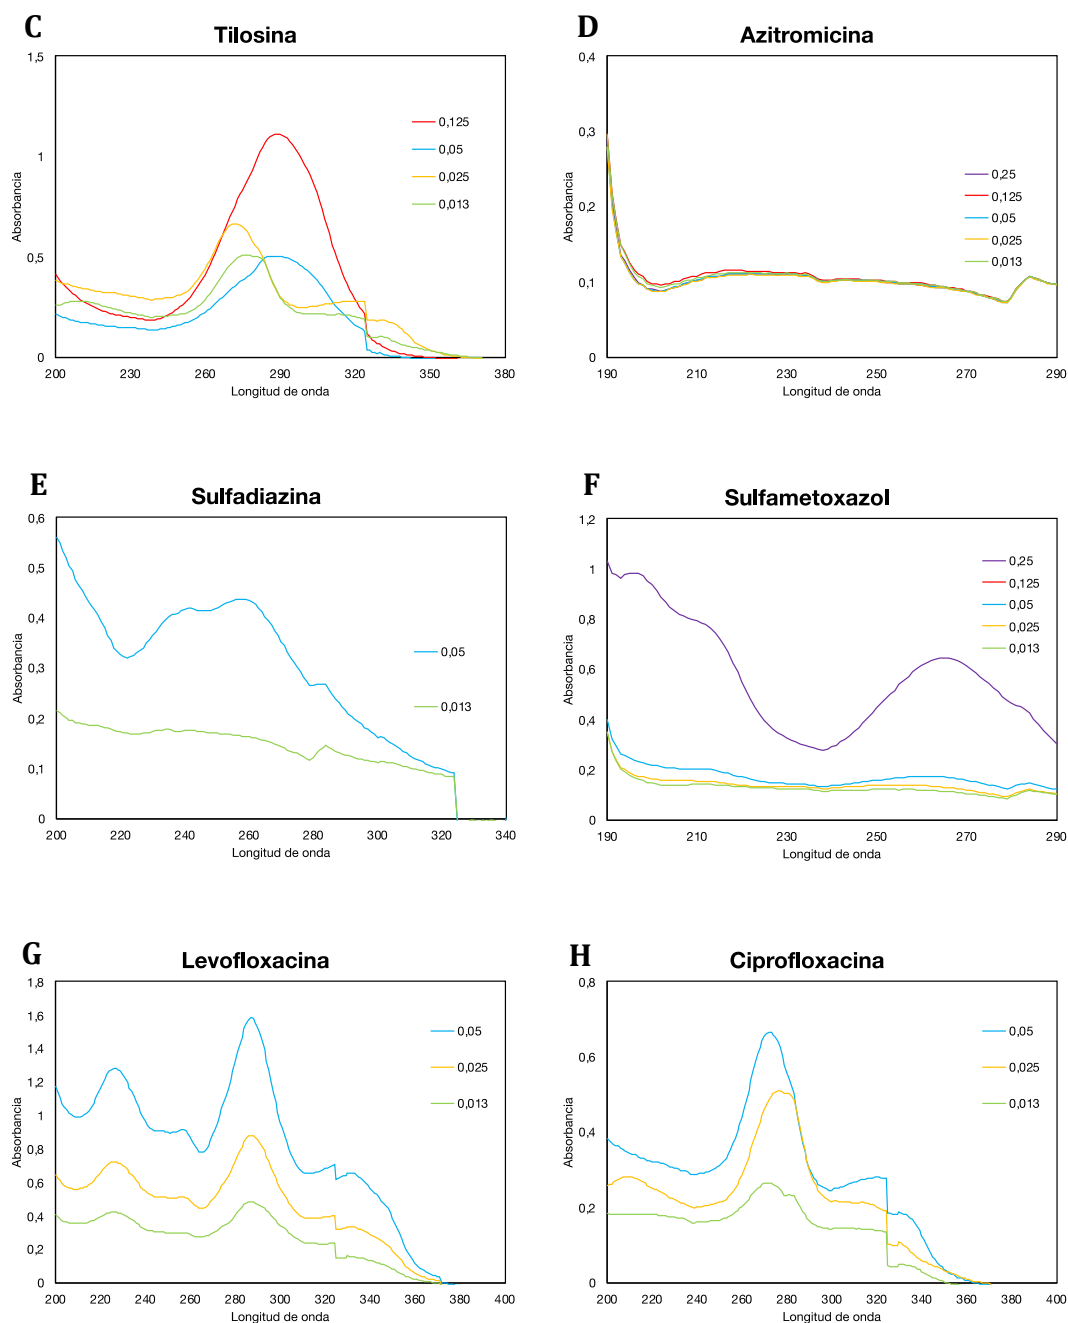 C
Tilosina
1,5
1
0,5
0
Absorbancia
0,125
0,05
0,025
0,013
200 230 260 290 320 350 380
Longitud de onda
D
Azitromicina
0,4
0,3
0,2
0,1
0
Absorbancia
0,25
0,125
0,05
0,025
0,013
190 210 230 250 270 290
Longitud de onda
E
Sulfadiazina
0,6
0,5
0,4
0,3
0,2
0,1
0
Absorbancia
0,05
0,013
200 220 240 260 280 300 320 340
Longitud de onda
F
Sulfametoxazol
1,2
1
0,8
0,6
0,4
0,2
0
Absorbancia
0,25
0,125
0,05
0,025
0,013
190 210 230 250 270 290
Longitud de onda
G
Levofloxacina
1,8
1,6
1,4
1,2
1
0,8
0,6
0,4
0,2
0
Absorbancia
0,05
0,025
0,013
200 220 240 260 280 300 320 340 360 380 400
Longitud de onda
H
Ciprofloxacina
0,8
0,6
0,4
0,2
0
Absorbancia
0,05
0,025
0,013
200 220 240 260 280 300 320 340 360 380 400
Longitud de onda